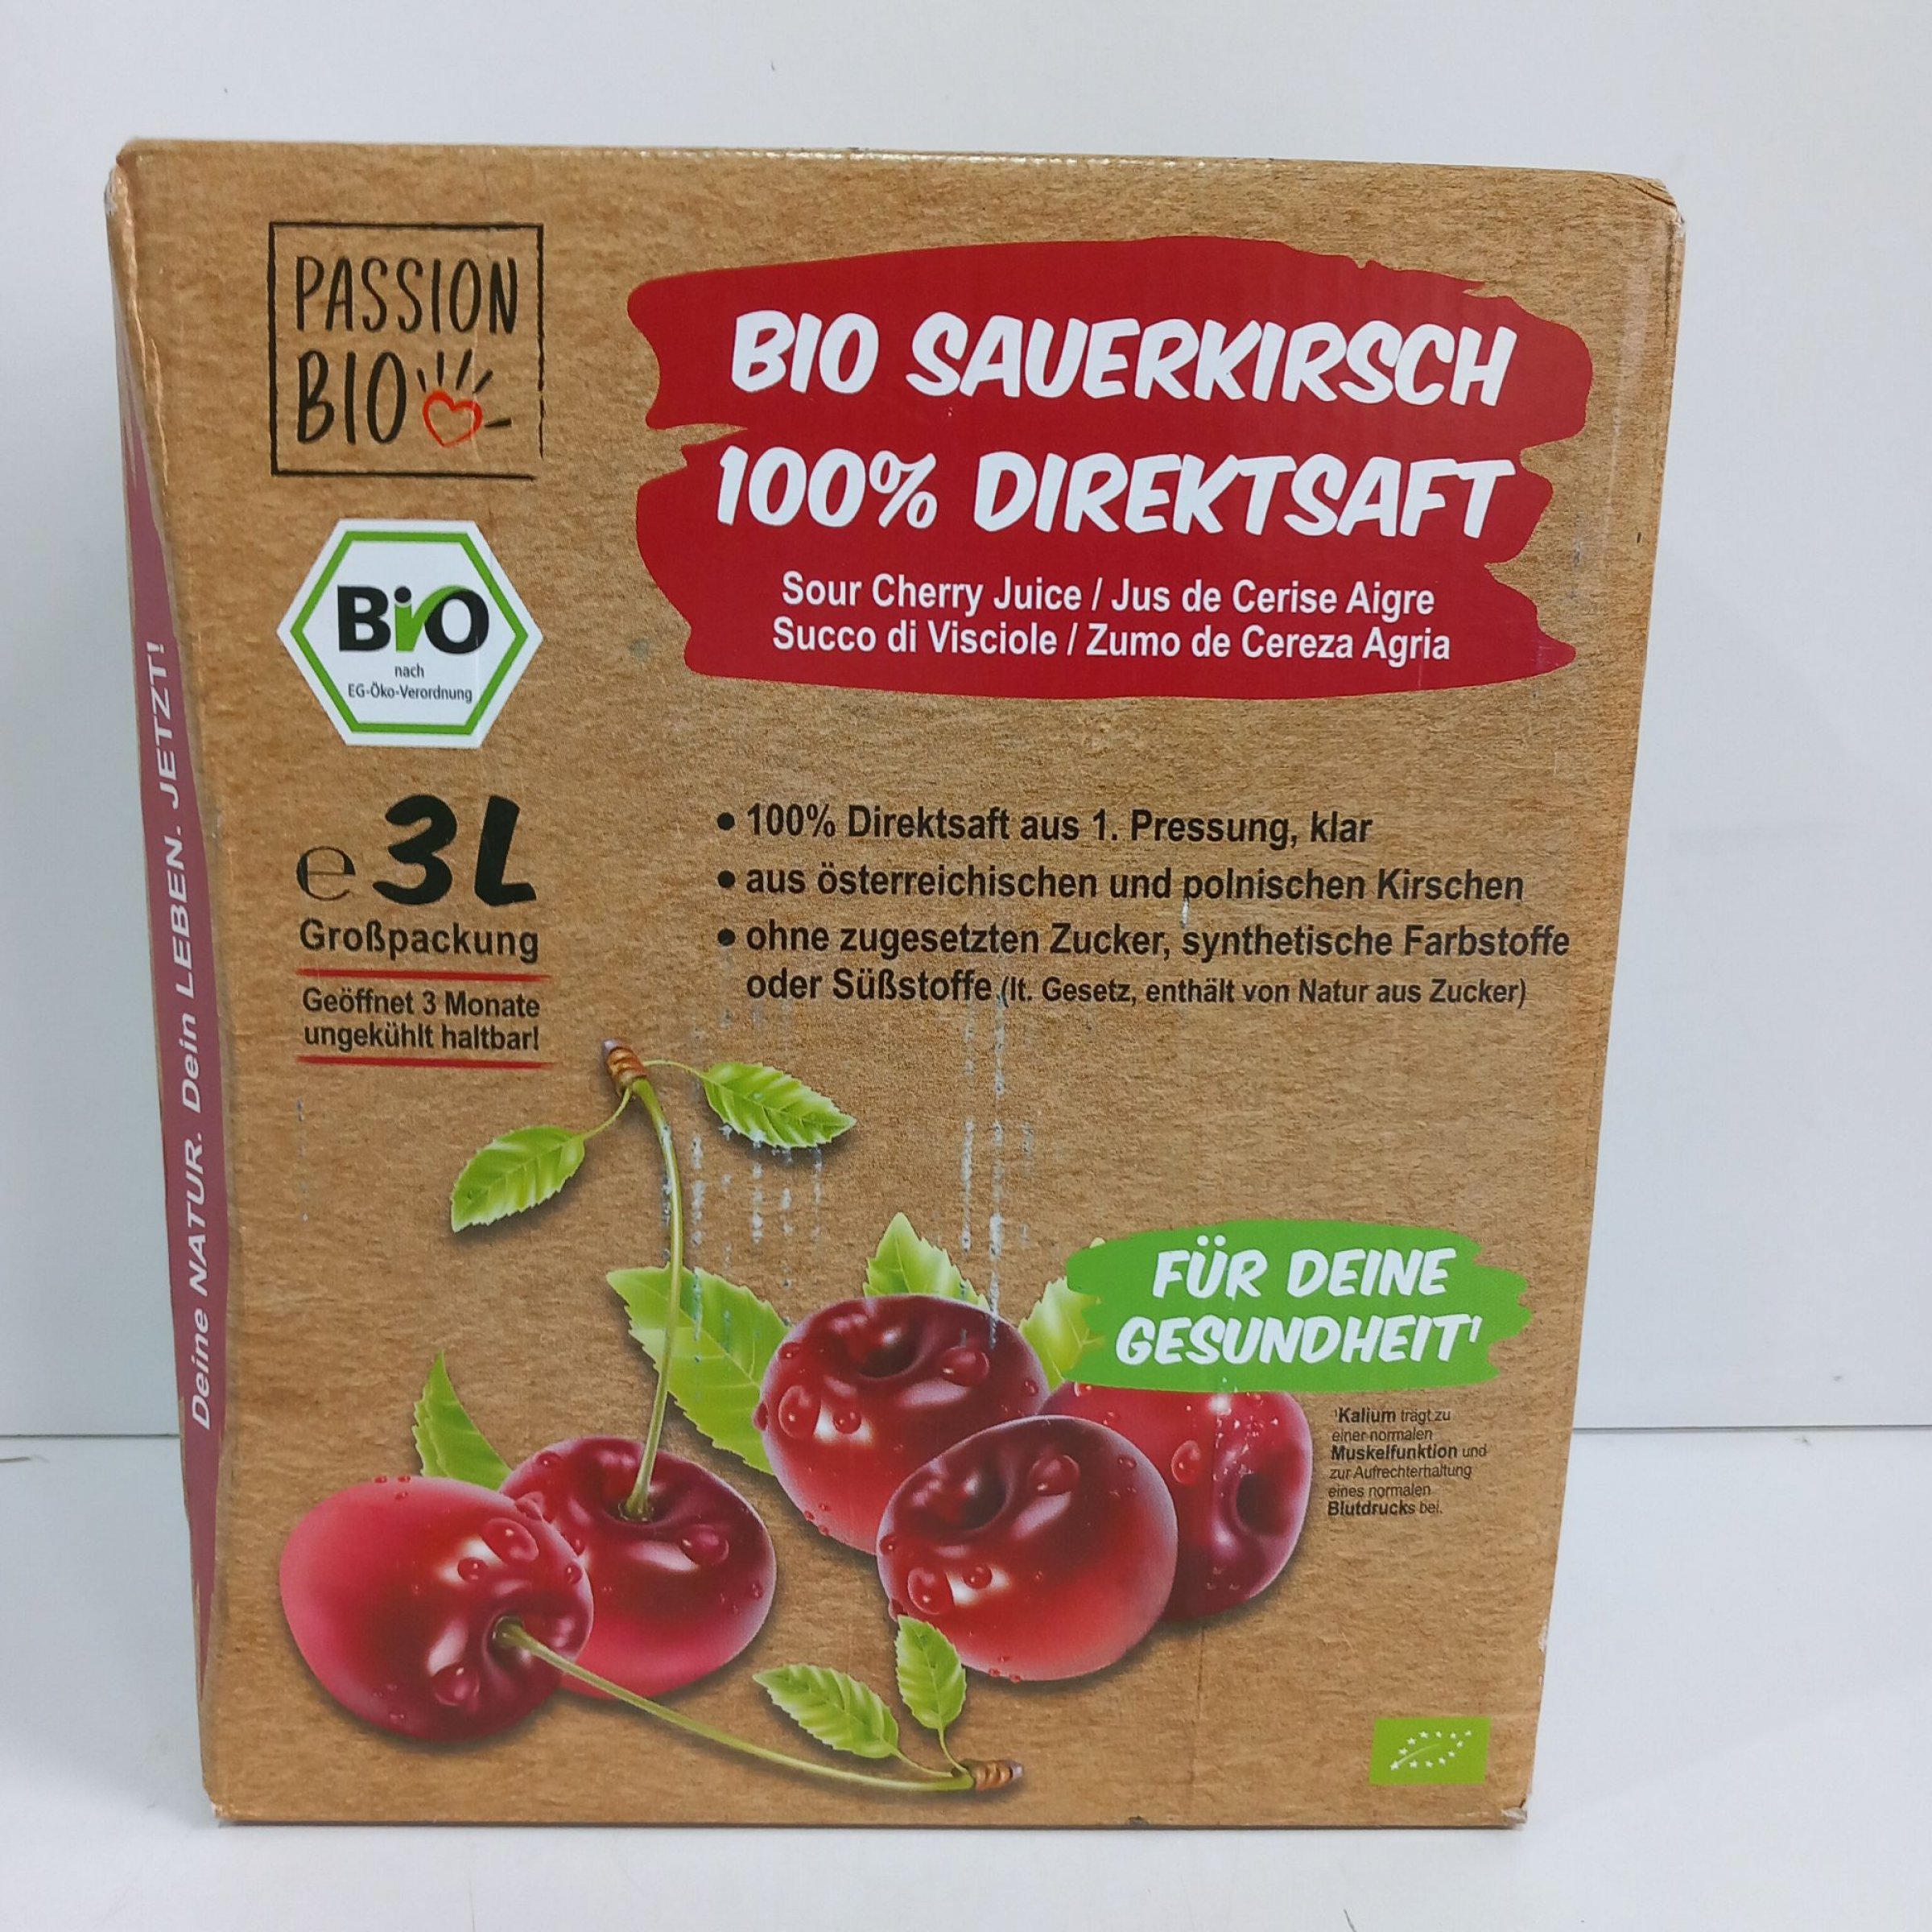 PASSION
BIO
BIO SAUERKIRSCH
100% DIREKTSAFT
Sour Cherry Juice / Jus de Cerise Aigre
Succo di Visciole / Zumo de Cereza Agria
BiO
nach
EG-Öko-Verordnung
e 3L
Großpackung
Geöffnet 3 Monate
ungekühlt haltbar!
• 100% Direktsaft aus 1. Pressung, klar
• aus österreichischen und polnischen Kirschen
• ohne zugesetzten Zucker, synthetische Farbstoffe
oder Süßstoffe (lt. Gesetz, enthält von Natur aus Zucker)
FÜR DEINE
GESUNDHEIT¹
¹Kalium trägt zu
einer normalen
Muskelfunktion und
zur Aufrechterhaltung
eines normalen
Blutdrucks bei.
Deine NATUR. Dein LEBEN. JETZT!